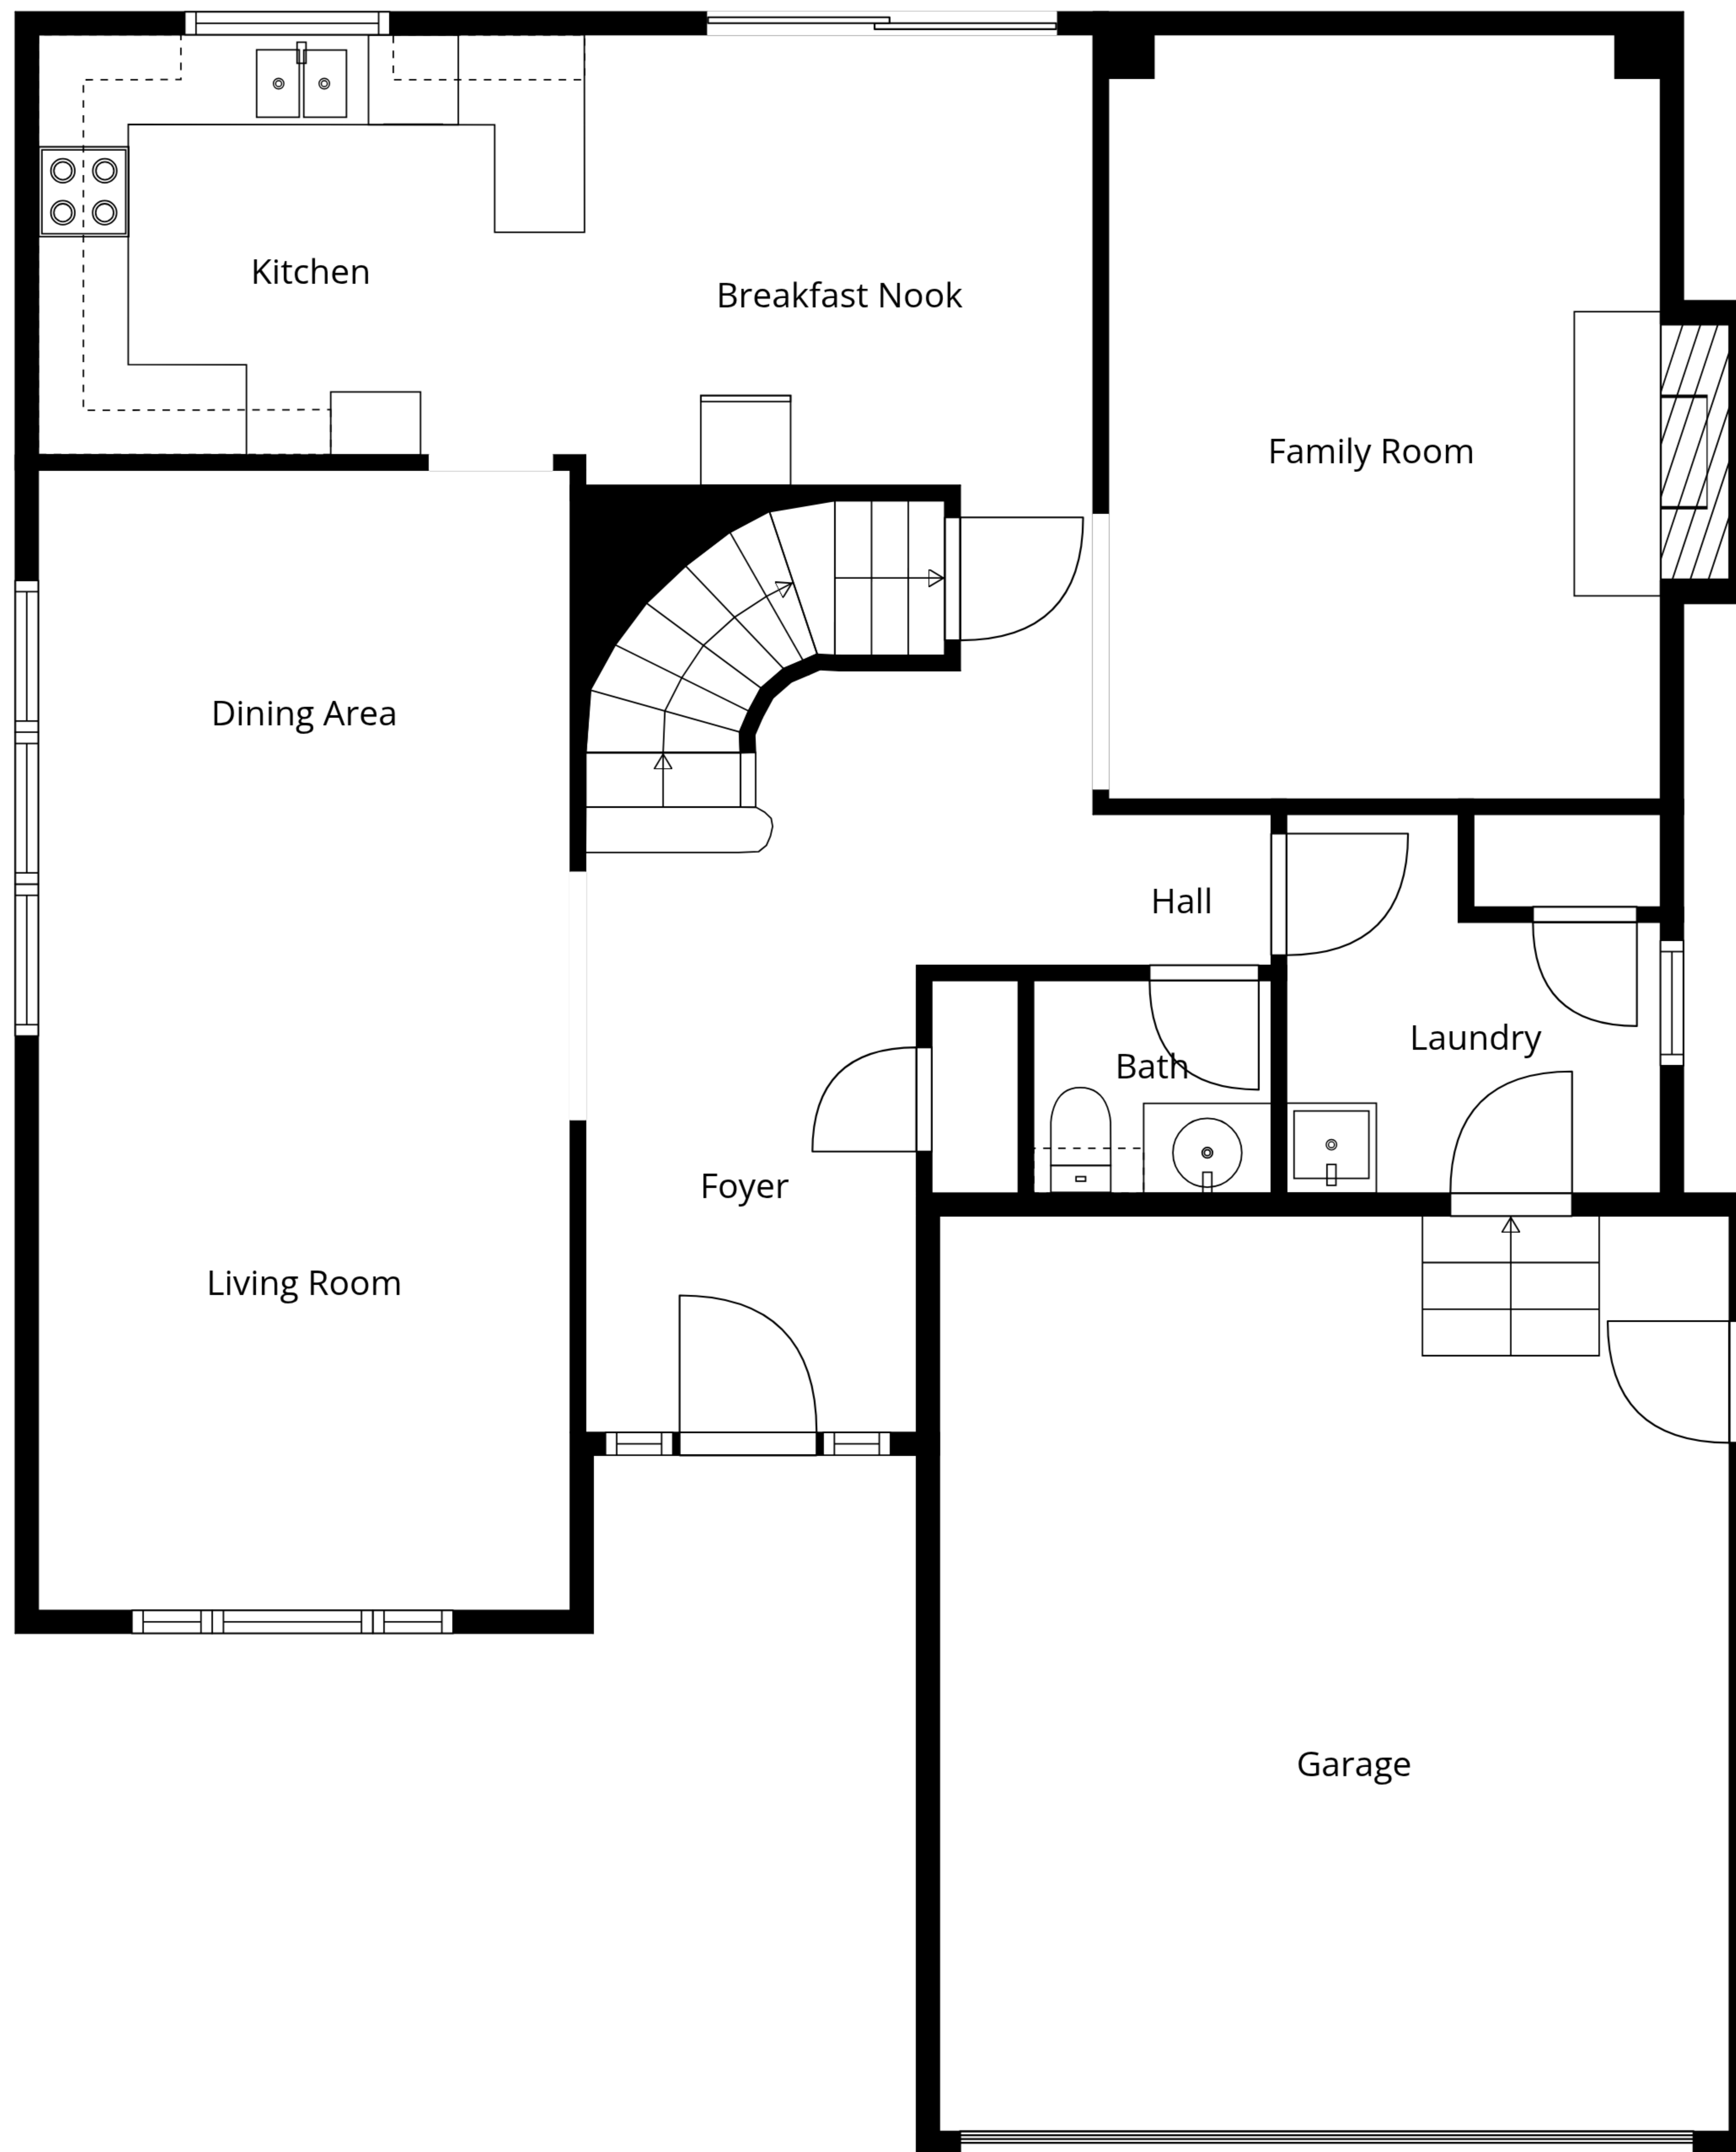 Kitchen
Breakfast Nook
Family Room
Dining Area
Hall
Laundry
Bath
Foyer
Living Room
Garage